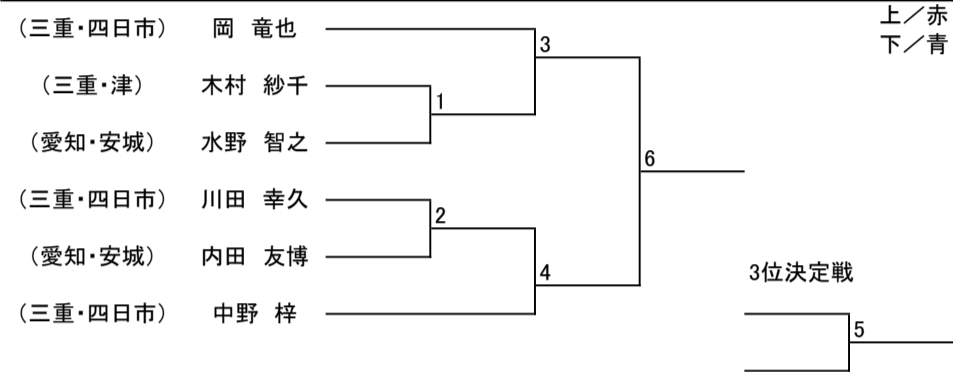 上／赤
下／青
（三重・四日市） 岡 竜也
（三重・津） 木村 紗千
（愛知・安城） 水野 智之
（三重・四日市） 川田 幸久
（愛知・安城） 内田 友博
（三重・四日市） 中野 梓
3
1
6
2
4
3位決定戦
5